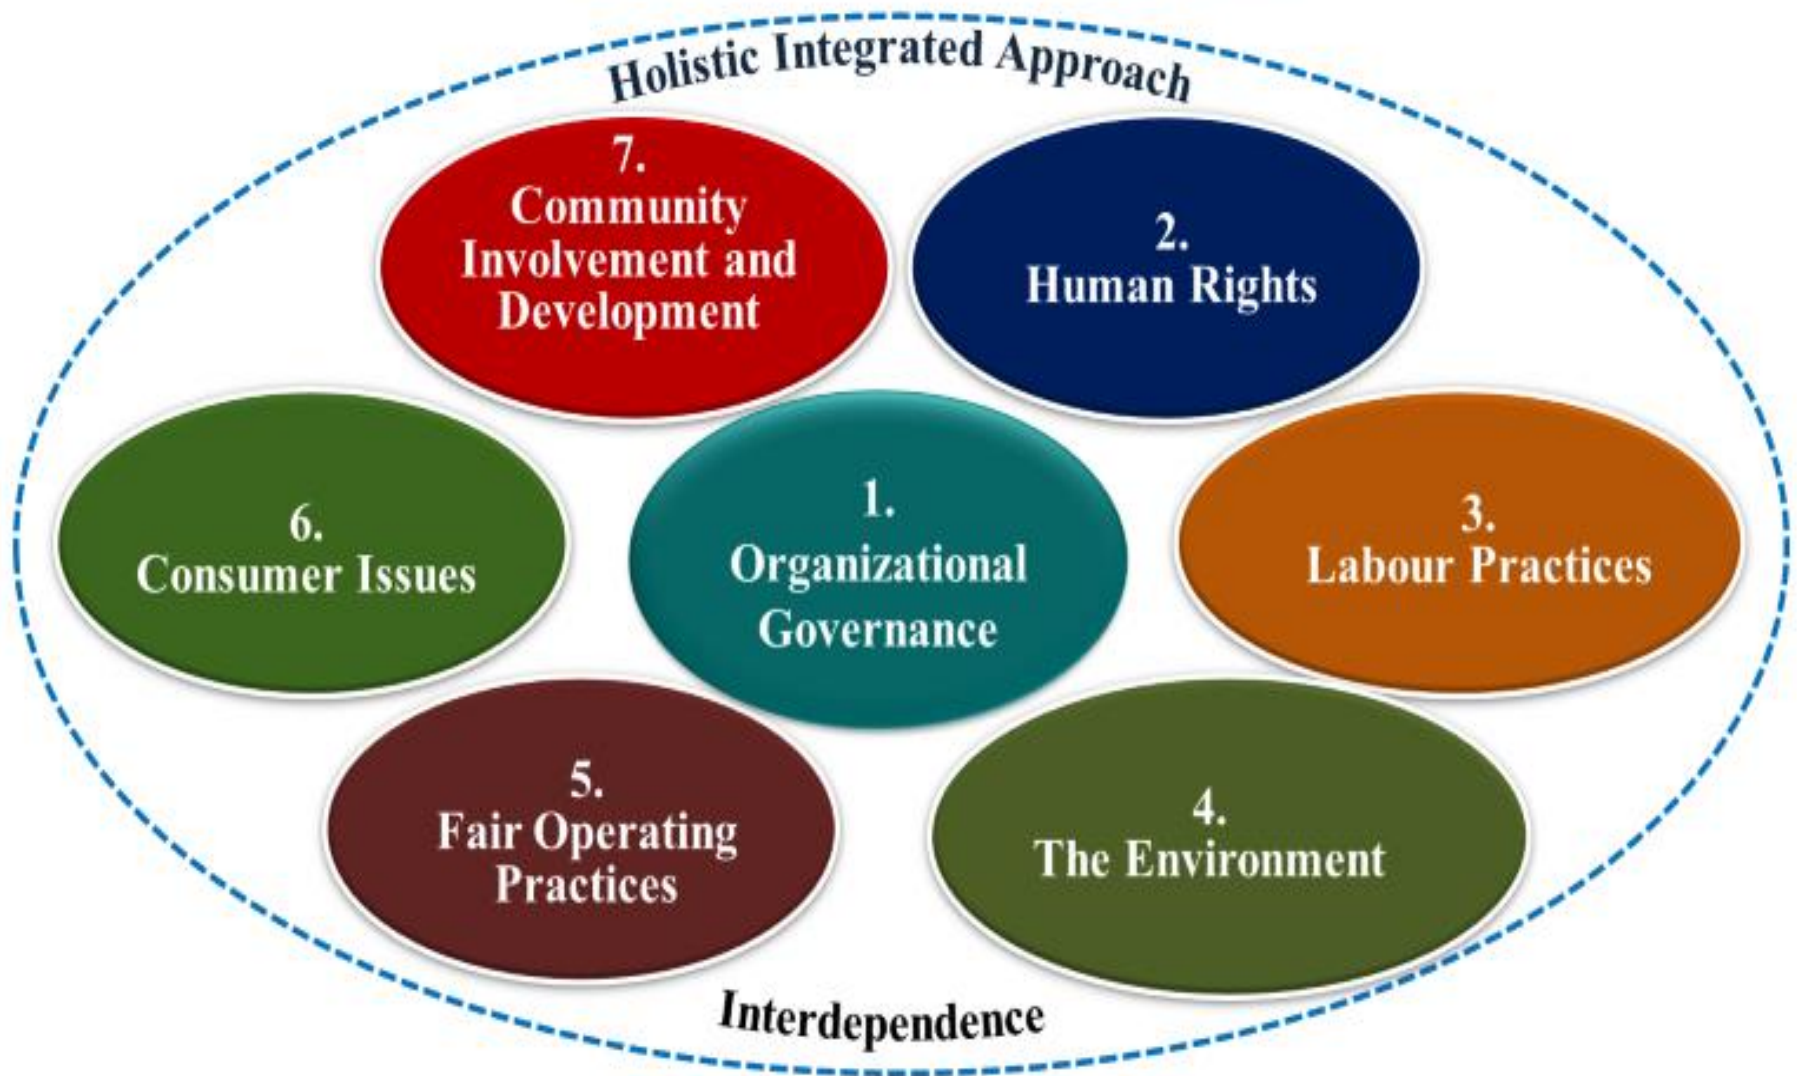 Holistic Integrated Approach
7.
Community
Involvement and
Development
2.
Human Rights
6.
Consumer Issues
1.
Organizational
Governance
3.
Labour Practices
5.
Fair Operating
Practices
4.
The Environment
Interdependence